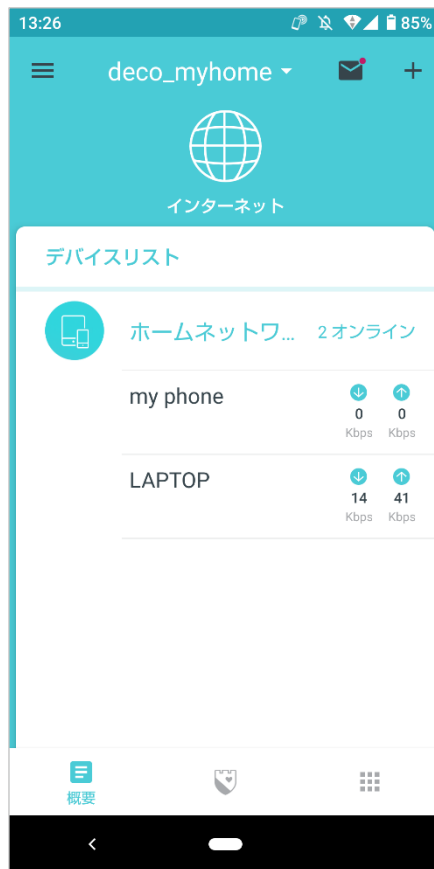 13:26 85%
deco_myhome
インターネット
デバイスリスト
ホームネットワ... 2 オンライン
my phone
0 0
Kbps Kbps
LAPTOP
14 41
Kbps Kbps
概要